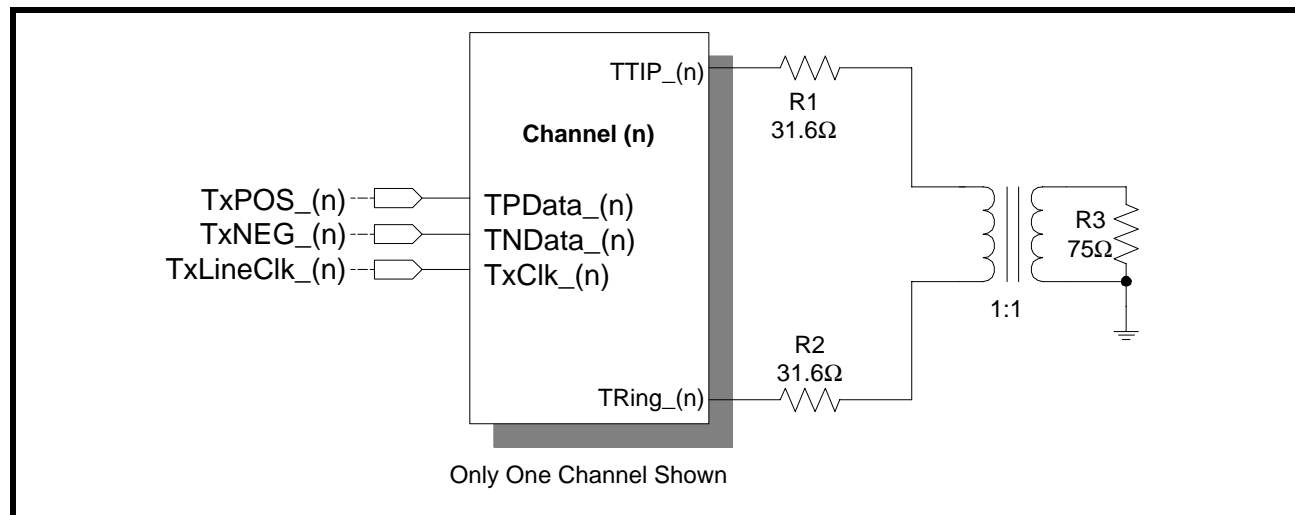 TTIP_(n)
R1
31.6Ω
Channel (n)
TxPOS_(n)
TPData_(n)
TxNEG_(n)
TNData_(n)
TxLineClk_(n)
TxClk_(n)
R3
75Ω
1:1
R2
31.6Ω
TRing_(n)
Only One Channel Shown